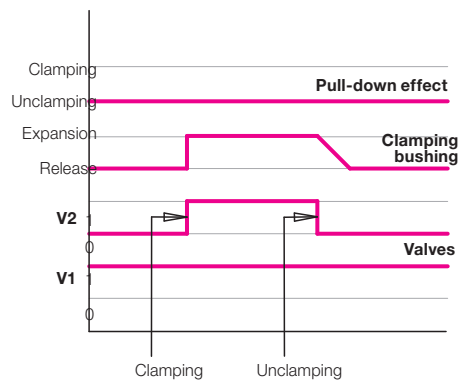 Clamping
Pull-down effect
Unclamping
Expansion
Clamping
bushing
Release
V2 1
0
Valves
V1 1
0
Clamping Unclamping